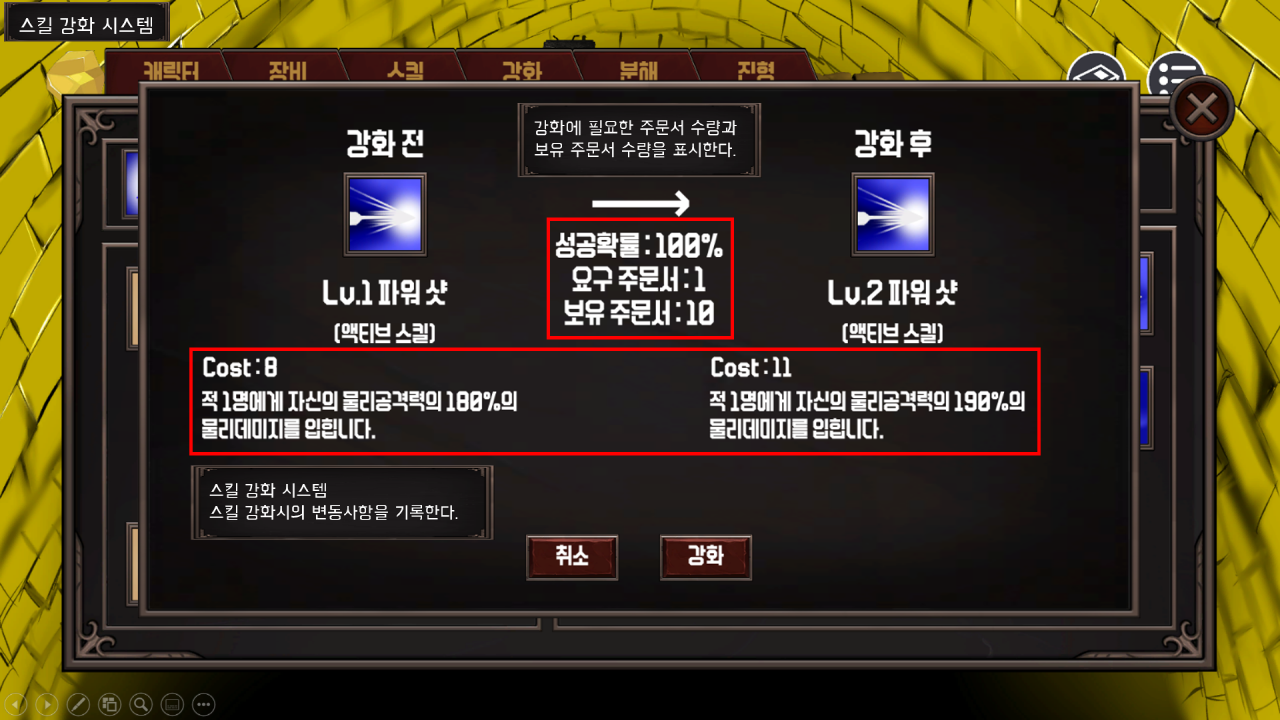 스킬 강화 시스템
캐릭터 장비 스킬 강화 분해 진형
강화 전
강화에 필요한 주문서 수량과
보유 주문서 수량을 표시한다.
강화 후
성공확률 : 100%
요구 주문서 : 1
보유 주문서 : 10
Lv.1 파워 샷
(액티브 스킬)
Lv.2 파워 샷
(액티브 스킬)
Cost : 8
적 1명에게 자신의 물리공격력의 180%의
물리데미지를 입힙니다.
Cost : 11
적 1명에게 자신의 물리공격력의 190%의
물리데미지를 입힙니다.
스킬 강화 시스템
스킬 강화시의 변동사항을 기록한다.
취소
강화